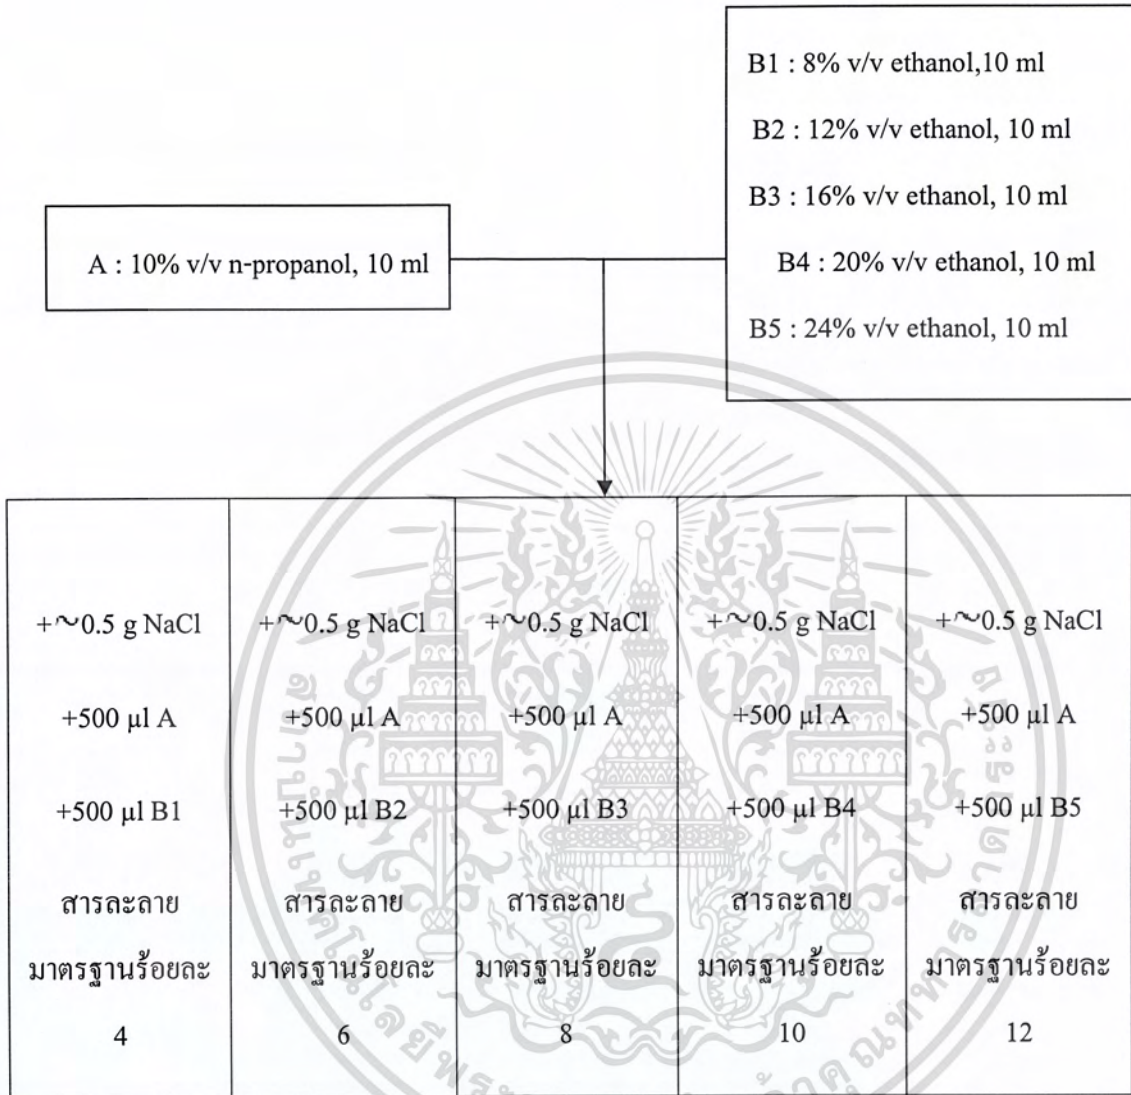 A : 10% v/v n-propanol, 10 ml
B1 : 8% v/v ethanol,10 ml
B2 : 12% v/v ethanol, 10 ml
B3 : 16% v/v ethanol, 10 ml
B4 : 20% v/v ethanol, 10 ml
B5 : 24% v/v ethanol, 10 ml
+~0.5 g NaCl
+500 µl A
+500 µl B1
สารละลาย
มาตรฐานร้อยละ
4
+~0.5 g NaCl
+500 µl A
+500 µl B2
สารละลาย
มาตรฐานร้อยละ
6
+~0.5 g NaCl
+500 µl A
+500 µl B3
สารละลาย
มาตรฐานร้อยละ
8
+~0.5 g NaCl
+500 µl A
+500 µl B4
สารละลาย
มาตรฐานร้อยละ
10
+~0.5 g NaCl
+500 µl A
+500 µl B5
สารละลาย
มาตรฐานร้อยละ
12